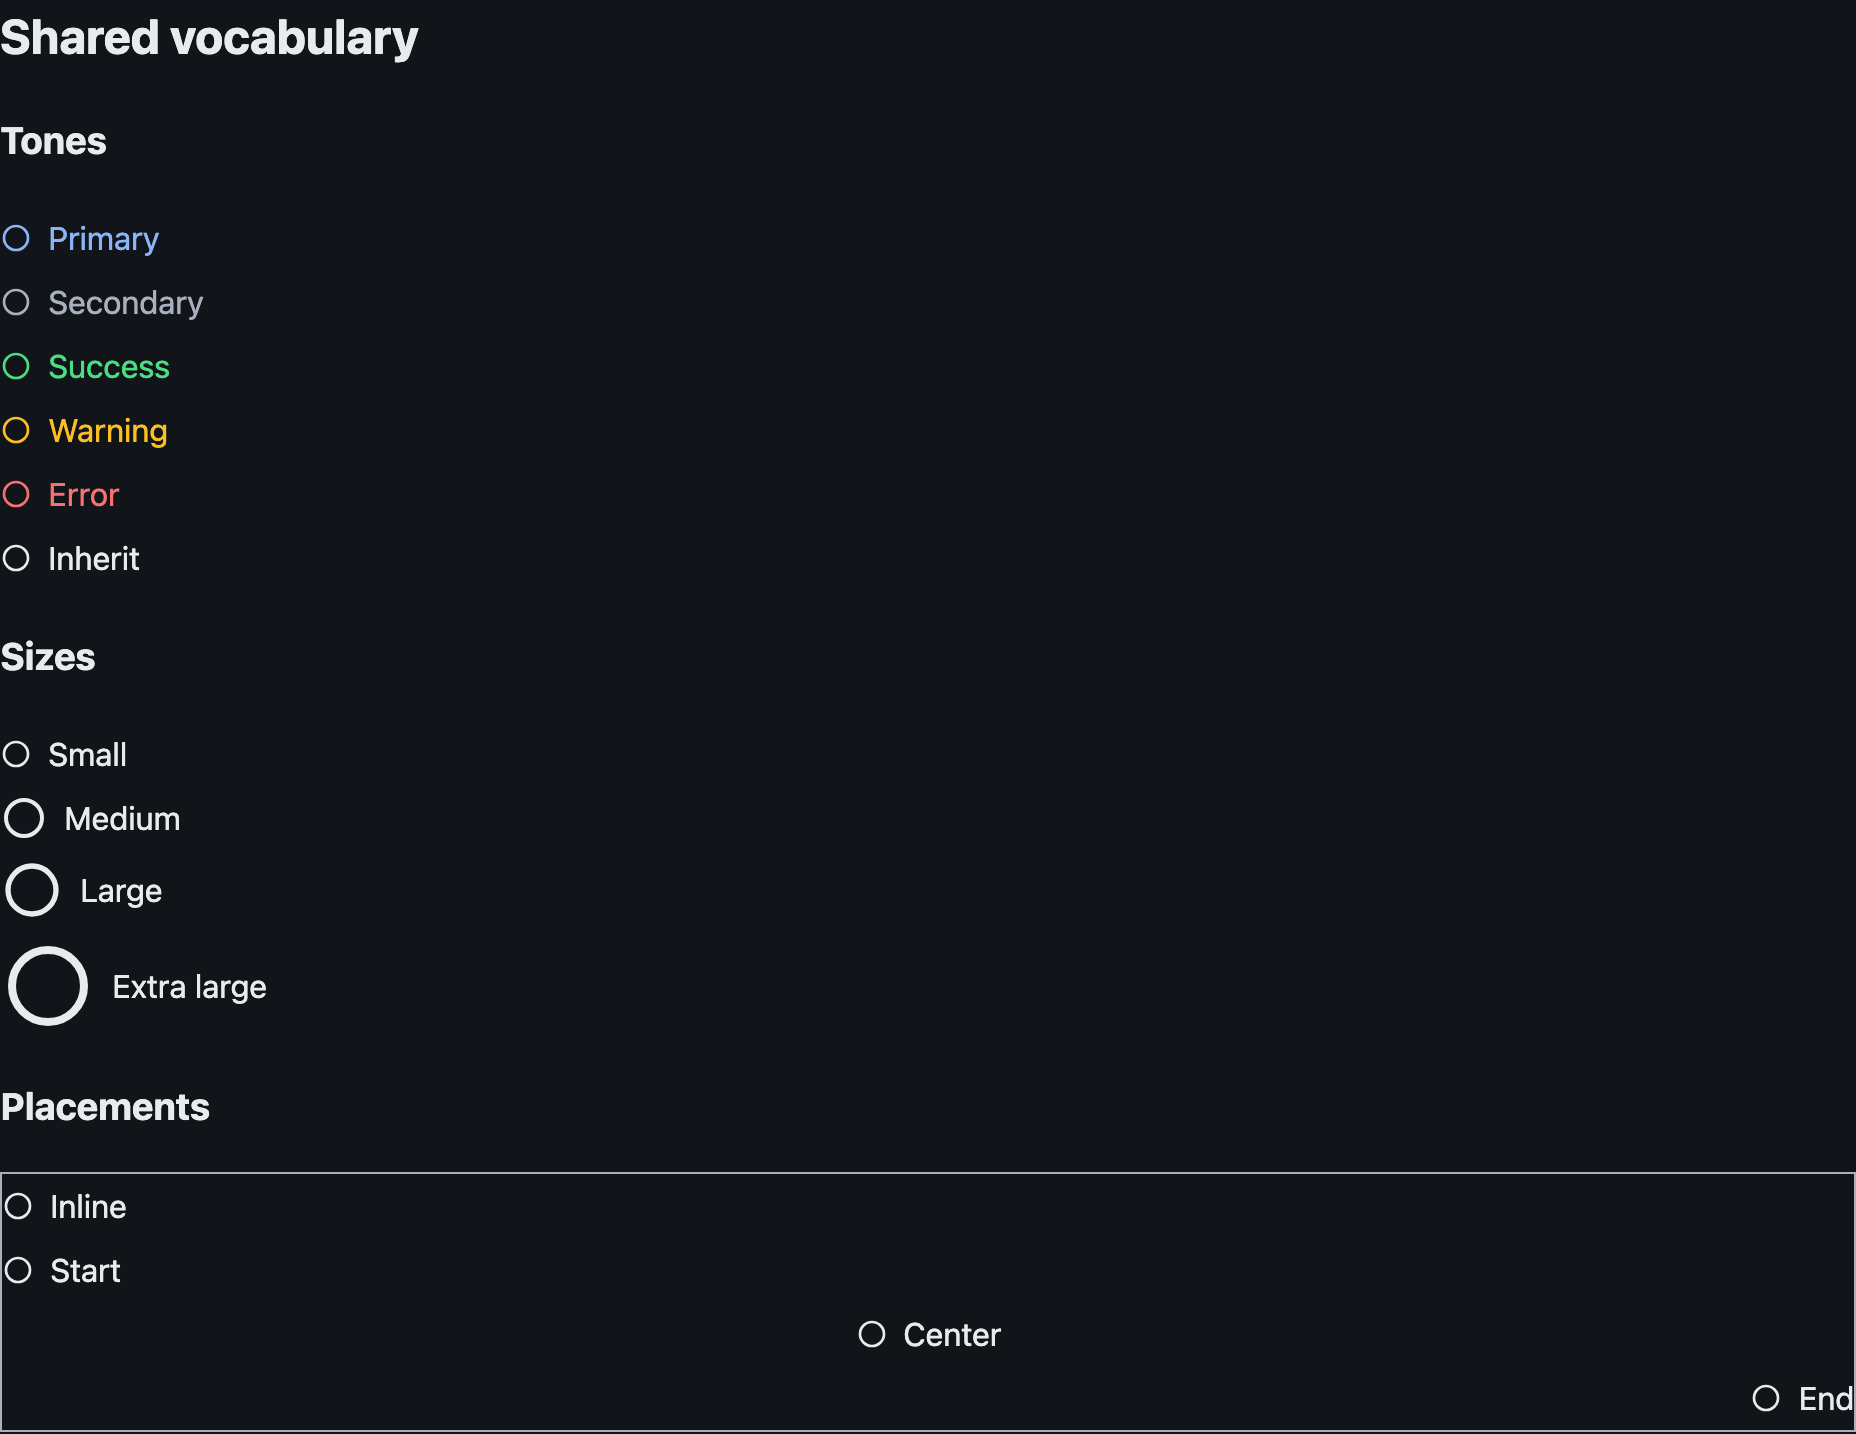 Shared vocabulary
Tones
Primary
Secondary
Success
Warning
Error
Inherit
Sizes
Small
Medium
Large
Extra large
Placements
Inline
Start
Center
End